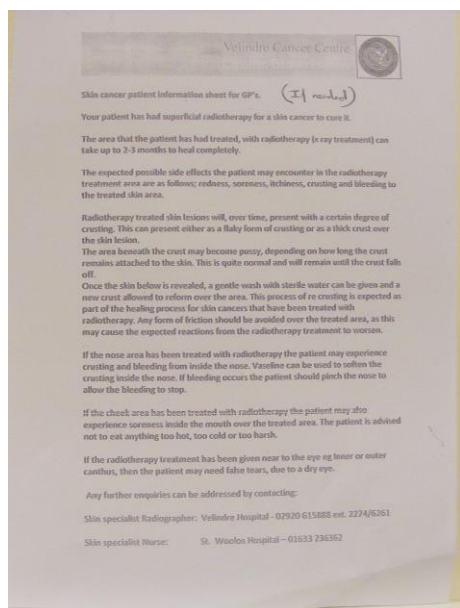 Velindre Cancer Centre
Skin cancer patient information sheet for GP's. (If needed)
Your patient has had superficial radiotherapy for a skin cancer to cure it.
The area that the patient has had treated, with radiotherapy (x ray treatment) can
take up to 2-3 months to heal completely.
The expected possible side effects the patient may encounter in the radiotherapy
treatment area are as follows; redness, soreness, itchiness, crusting and bleeding to
the treated skin area.
Radiotherapy treated skin lesions will, over time, present with a certain degree of
crusting. This can present either as a flaky form of crusting or as a thick crust over
the skin lesion.
The area beneath the crust may become pussy, depending on how long the crust
remains attached to the skin. This is quite normal and will remain until the crust falls
off.
Once the skin below is revealed, a gentle wash with sterile water can be given and a
new crust allowed to reform over the area. This process of re crusting is expected as
part of the healing process for skin cancers that have been treated with
radiotherapy. Any form of friction should be avoided over the treated area, as this
may cause the expected reactions from the radiotherapy treatment to worsen.
If the nose area has been treated with radiotherapy the patient may experience
crusting and bleeding from inside the nose. Vaseline can be used to soften the
crusting inside the nose. If bleeding occurs the patient should pinch the nose to
allow the bleeding to stop.
If the cheek area has been treated with radiotherapy the patient may also
experience soreness inside the mouth over the treated area. The patient is advised
not to eat anything too hot, too cold or too harsh.
If the radiotherapy treatment has been given near to the eye eg inner or outer
canthus, then the patient may need false tears, due to a dry eye.
Any further enquiries can be addressed by contacting:
Skin specialist Radiographer: Velindre Hospital - 02920 615888 ext. 2224/6261
Skin specialist Nurse: St. Woolos Hospital – 01633 236362